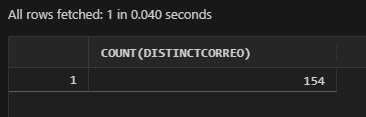 All rows fetched: 1 in 0.040 seconds
COUNT(DISTINCTCORREO)
1 154